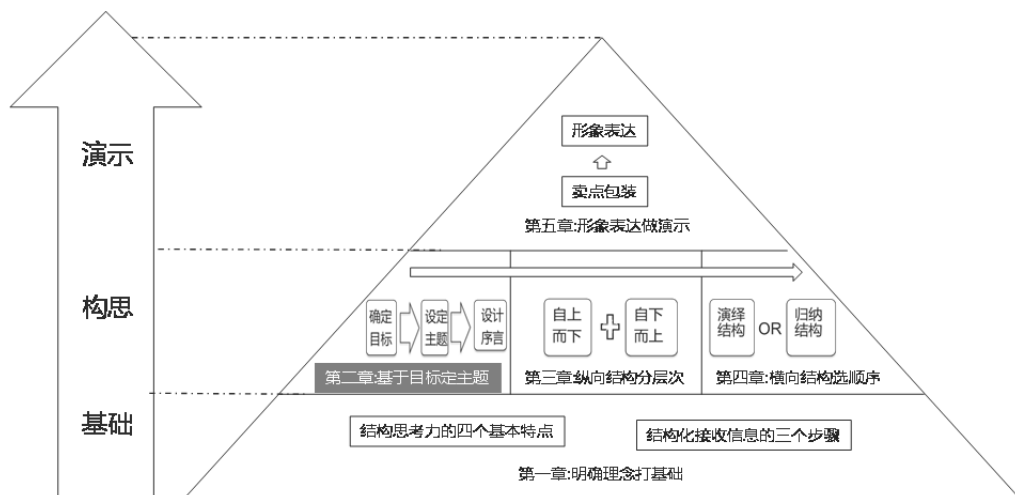 演示
形象表达
卖点包装
第五章:形象表达做演示
构思
确定
目标
设定
主题
设计
序言
自上
而下
自下
而上
演绎
结构
OR
归纳
结构
第二章:基于目标定主题
第三章:纵向结构分层次
第四章:横向结构选顺序
基础
结构思考力的四个基本特点
结构化接收信息的三个步骤
第一章:明确理念打基础